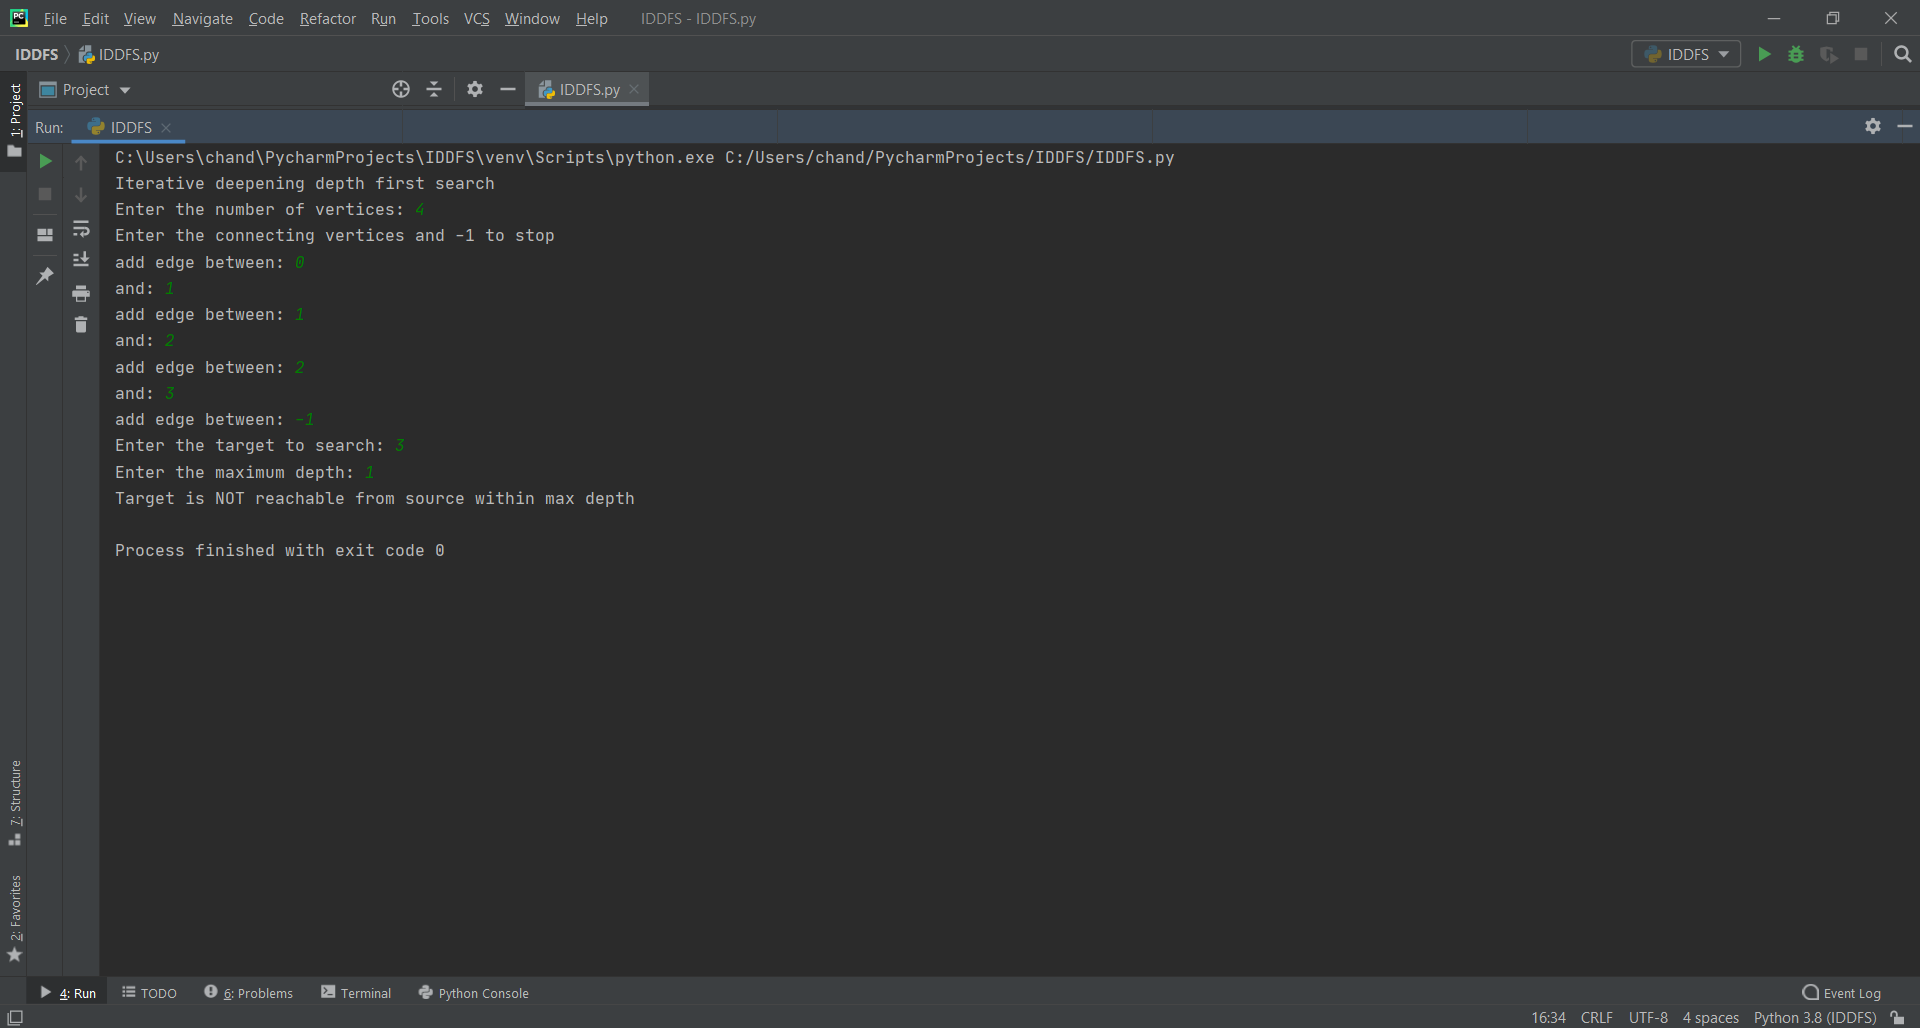 PC File Edit View Navigate Code Refactor Run Tools VCS Window Help IDDFS - IDDFS.py
IDDFS IDDFS.py IDDFS
1: Project
Project IDDFS.py
Run: IDDFS
C:\Users\chand\PycharmProjects\IDDFS\venv\Scripts\python.exe C:/Users/chand/PycharmProjects/IDDFS/IDDFS.py
Iterative deepening depth first search
Enter the number of vertices: 4
Enter the connecting vertices and -1 to stop
add edge between: 0
and: 1
add edge between: 1
and: 2
add edge between: 2
and: 3
add edge between: -1
Enter the target to search: 3
Enter the maximum depth: 1
Target is NOT reachable from source within max depth
Process finished with exit code 0
7: Structure
2: Favorites
4: Run TODO 6: Problems Terminal Python Console Event Log
16:34 CRLF UTF-8 4 spaces Python 3.8 (IDDFS)